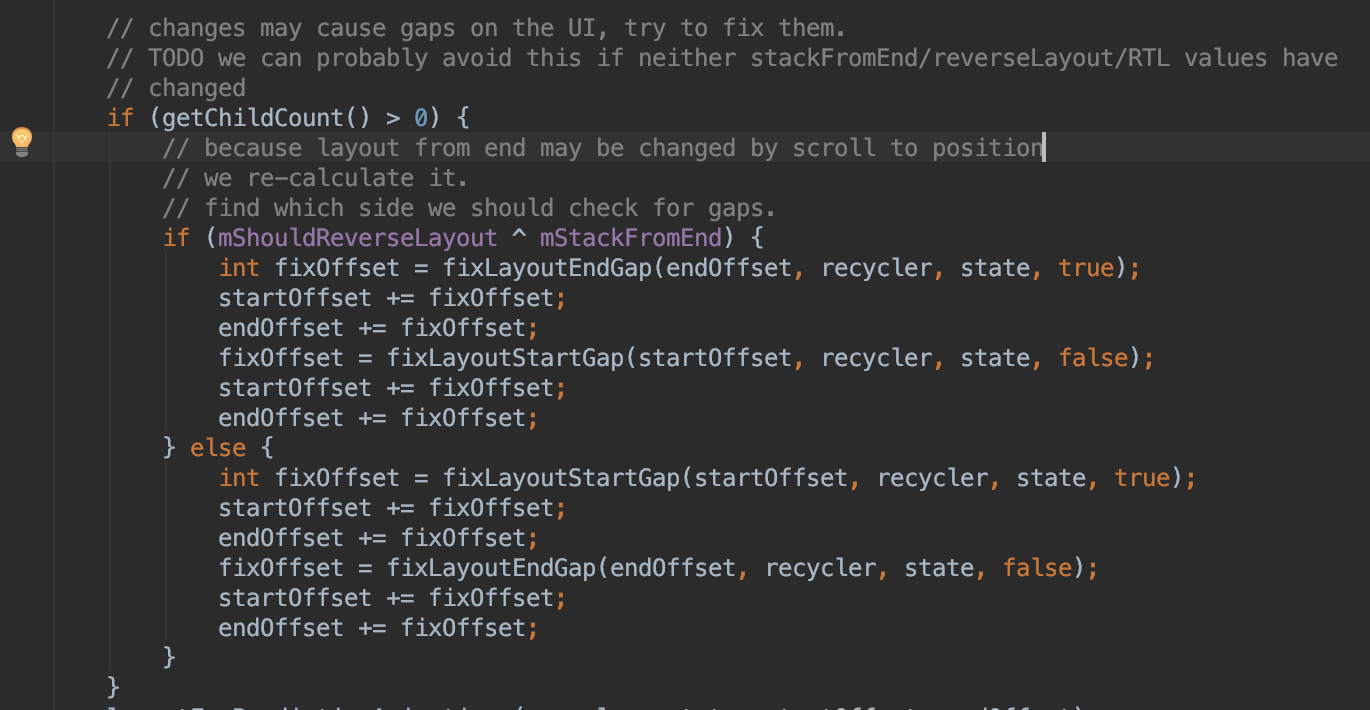 // changes may cause gaps on the UI, try to fix them.
// TODO we can probably avoid this if neither stackFromEnd/reverseLayout/RTL values have
// changed
if (getChildCount() > 0) {
// because layout from end may be changed by scroll to position
// we re-calculate it.
// find which side we should check for gaps.
if (mShouldReverseLayout ^ mStackFromEnd) {
int fixOffset = fixLayoutEndGap(endOffset, recycler, state, true);
startOffset += fixOffset;
endOffset += fixOffset;
fixOffset = fixLayoutStartGap(startOffset, recycler, state, false);
startOffset += fixOffset;
endOffset += fixOffset;
} else {
int fixOffset = fixLayoutStartGap(startOffset, recycler, state, true);
startOffset += fixOffset;
endOffset += fixOffset;
fixOffset = fixLayoutEndGap(endOffset, recycler, state, false);
startOffset += fixOffset;
endOffset += fixOffset;
}
}